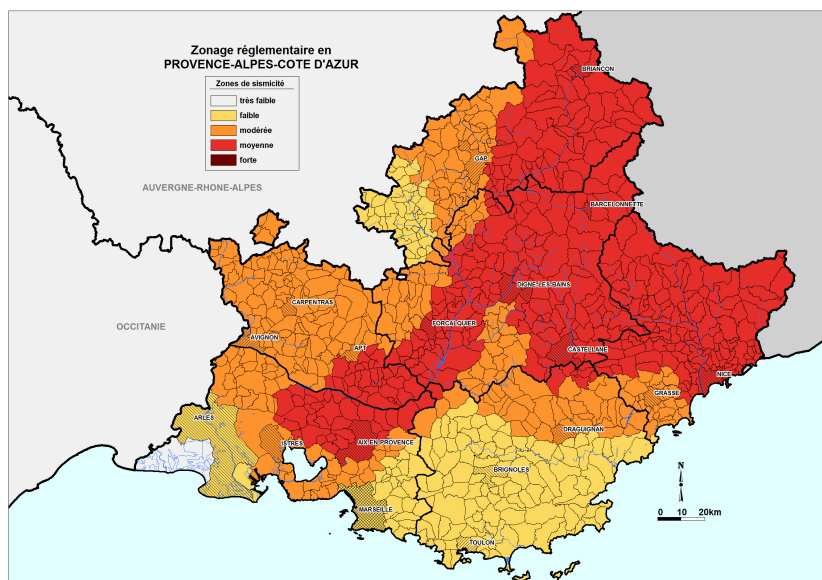 Zonage réglementaire en
PROVENCE-ALPES-COTE D'AZUR
Zones de sismicité
très faible
faible
modérée
moyenne
forte
BRIANCON
GAP
AUVERGNE-RHONE-ALPES
BARCELONNETTE
DIGNE-LES-BAINS
CARPENTRAS
FORCALQUIER
OCCITANIE
AVIGNON
APT
CASTELLANE
NICE
GRASSE
ARLES
DRAGUIGNAN
ISTRES
AIX-EN-PROVENCE
BRIGNOLES
N
MARSEILLE
0 10 20km
TOULON